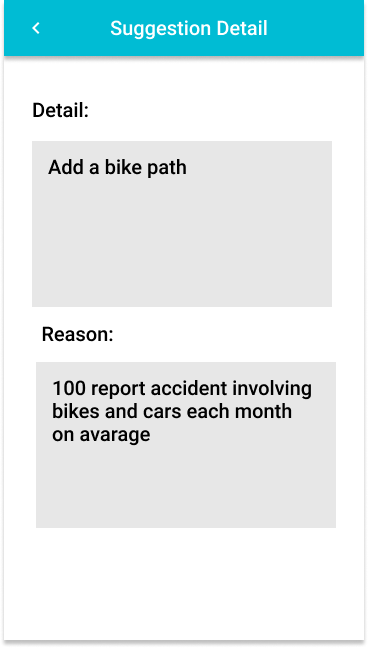 Suggestion Detail
Detail:
Add a bike path
Reason:
100 report accident involving
bikes and cars each month
on avarage